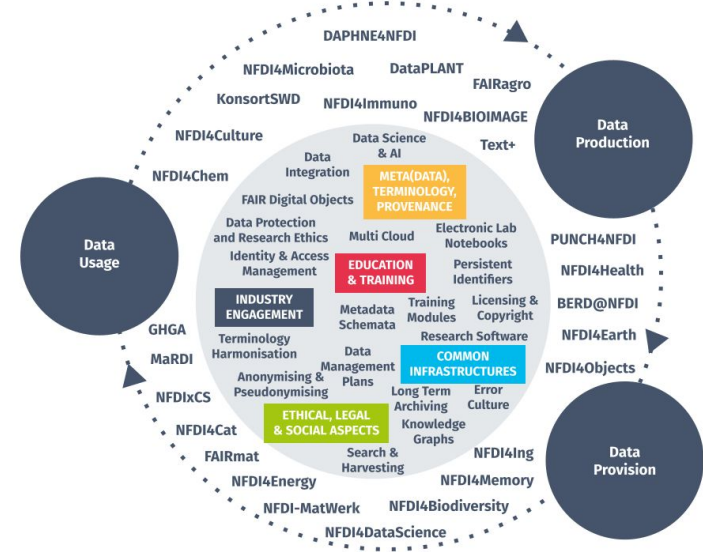 DAPHNE4NFDI
NFDI4Microbiota
DataPLANT
FAIRagro
KonsortSWD
NFDI4Immuno
NFDI4BIOIMAGE
NFDI4Culture
Text+
NFDI4Chem
Data
Production
Data
Usage
Data Science
& AI
Data
Integration
META(DATA),
TERMINOLOGY,
PROVENANCE
FAIR Digital Objects
Data Protection
and Research Ethics
Multi Cloud
Electronic Lab
Notebooks
Identity & Access
Management
EDUCATION
& TRAINING
Persistent
Identifiers
INDUSTRY
ENGAGEMENT
Metadata
Schemata
Training
Modules
Licensing &
Copyright
Terminology
Harmonisation
Research Software
Data
Management
Plans
COMMON
INFRASTRUCTURES
Anonymising &
Pseudonymising
Long Term
Archiving
Error
Culture
ETHICAL, LEGAL
& SOCIAL ASPECTS
Knowledge
Graphs
Search &
Harvesting
PUNCH4NFDI
NFDI4Health
BERD@NFDI
NFDI4Earth
NFDI4Objects
Data
Provision
GHGA
MaRDI
NFDIxCS
NFDI4Cat
FAIRmat
NFDI4Energy
NFDI-MatWerk
NFDI4DataScience
NFDI4Biodiversity
NFDI4Memory
NFDI4Ing